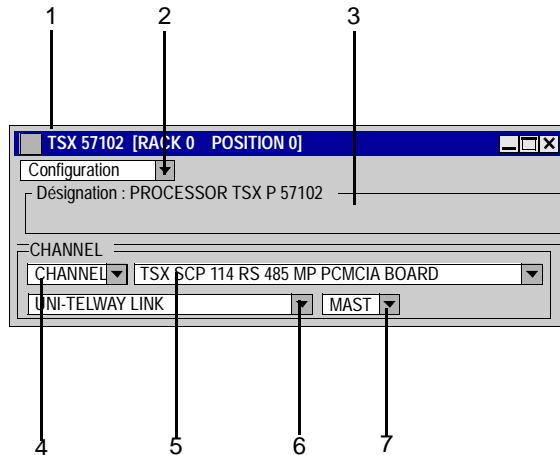 1 2 3
TSX 57102 [RACK 0 POSITION 0]
Configuration
Désignation : PROCESSOR TSX P 57102
CHANNEL
CHANNEL TSX SCP 114 RS 485 MP PCMCIA BOARD
UNI-TELWAY LINK MAST
4 5 6 7